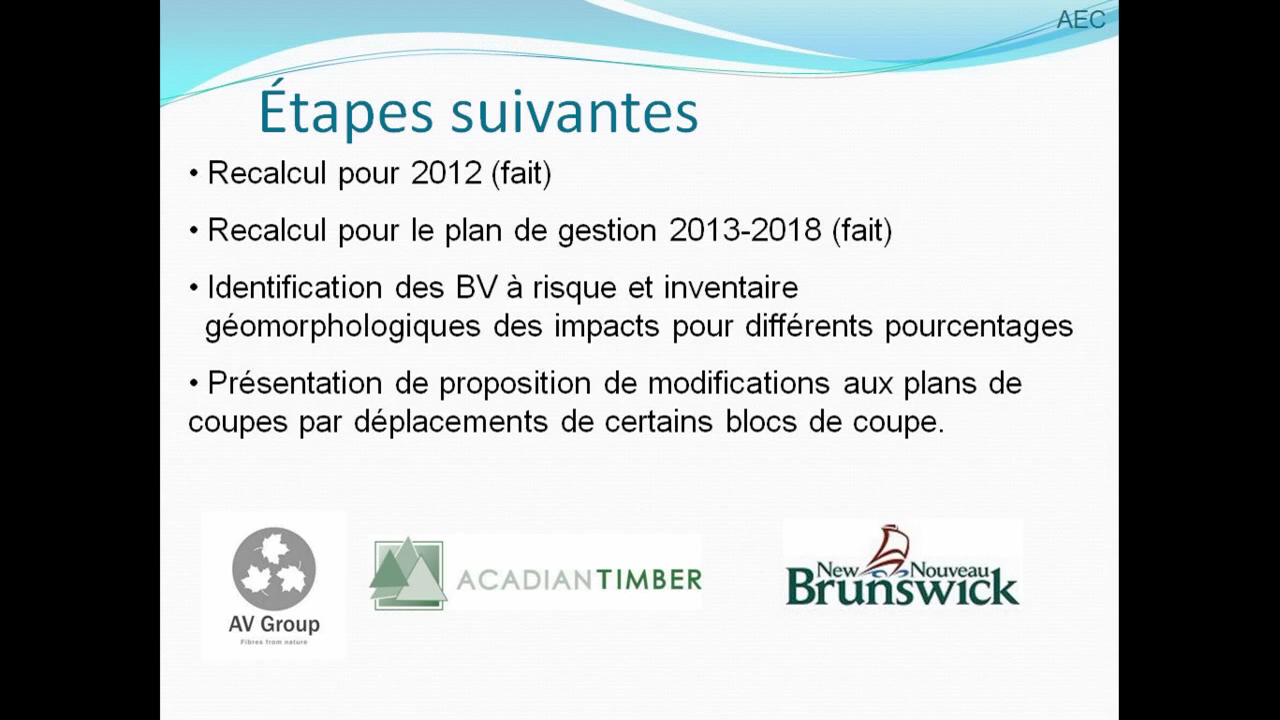 AEC
Étapes suivantes
• Recalcul pour 2012 (fait)
• Recalcul pour le plan de gestion 2013-2018 (fait)
• Identification des BV à risque et inventaire
géomorphologiques des impacts pour différents pourcentages
• Présentation de proposition de modifications aux plans de
coupes par déplacements de certains blocs de coupe.
AV Group
Fibres from nature
ACADIAN TIMBER
New Nouveau
Brunswick